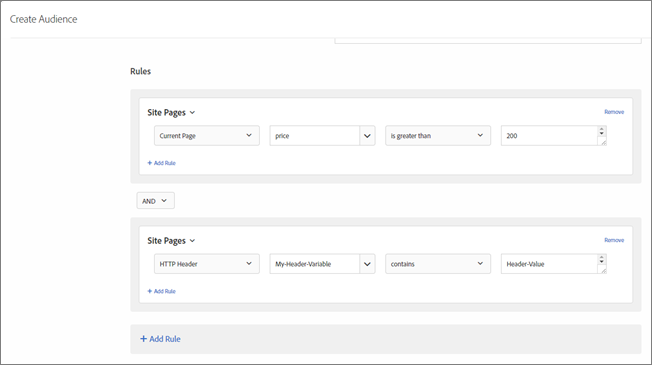 Create Audience
Rules
Site Pages
Remove
Current Page price is greater than 200
+ Add Rule
AND
Site Pages
Remove
HTTP Header My-Header-Variable contains Header-Value
+ Add Rule
+ Add Rule